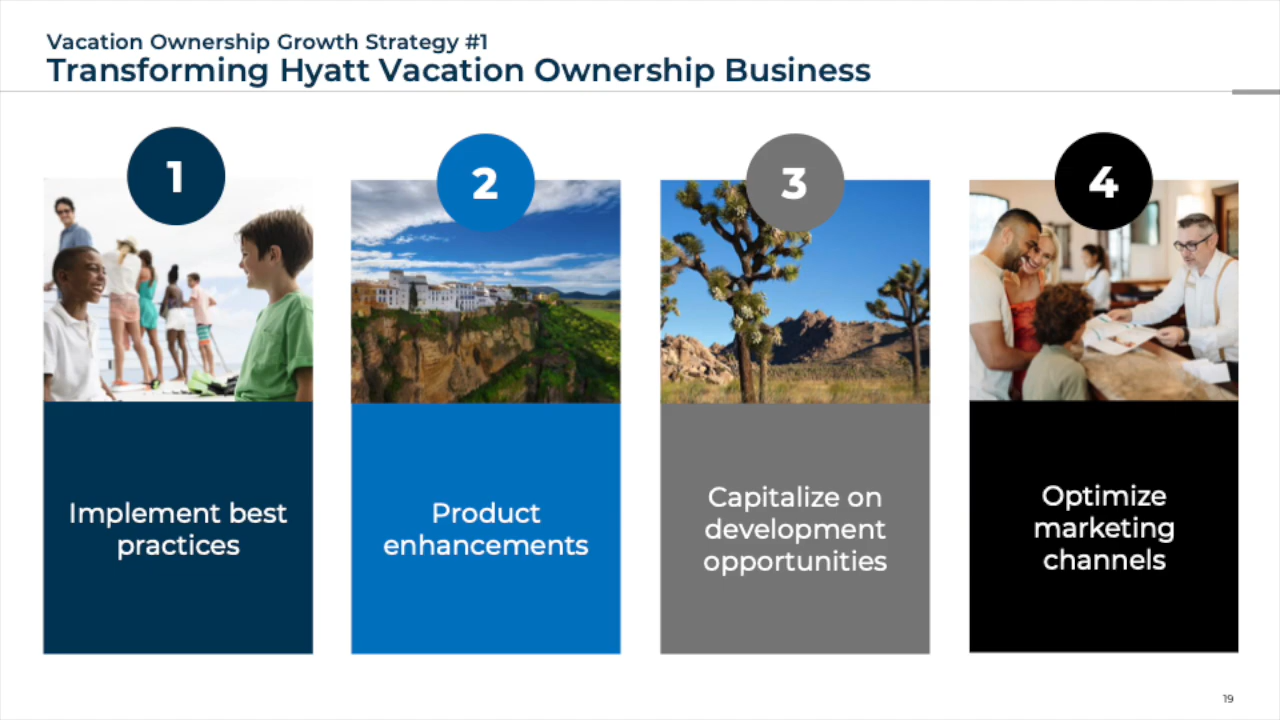 Vacation Ownership Growth Strategy #1
Transforming Hyatt Vacation Ownership Business
1
2
3
4
Implement best
practices
Product
enhancements
Capitalize on
development
opportunities
Optimize
marketing
channels
19